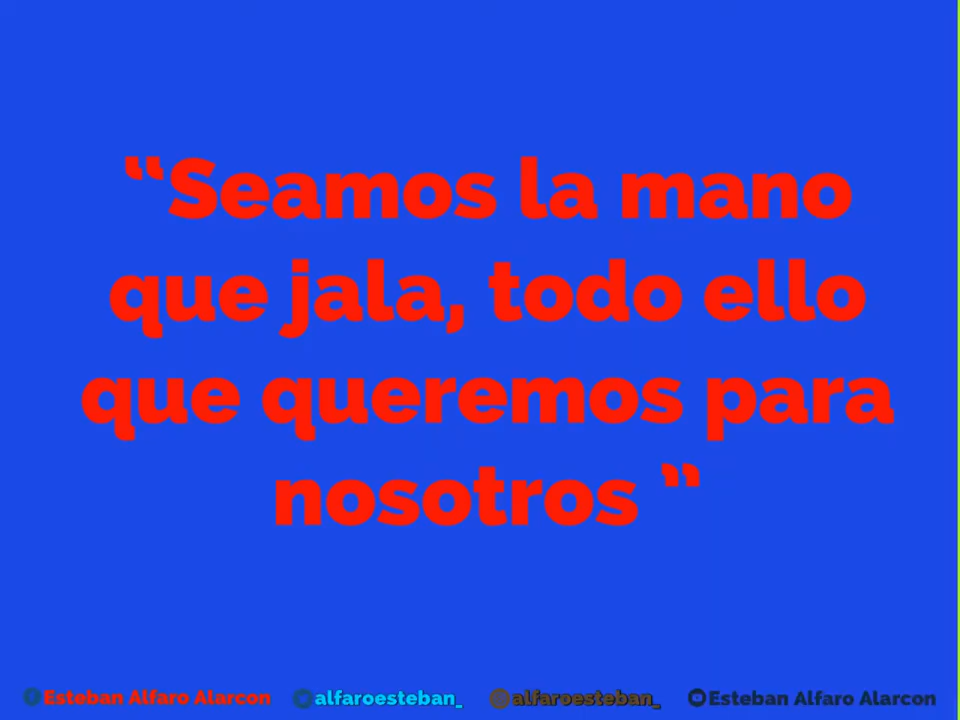 “Seamos la mano
que jala, todo ello
que queremos para
nosotros ”
Esteban Alfaro Alarcon alfaroesteban_ alfaroesteban_ Esteban Alfaro Alarcon